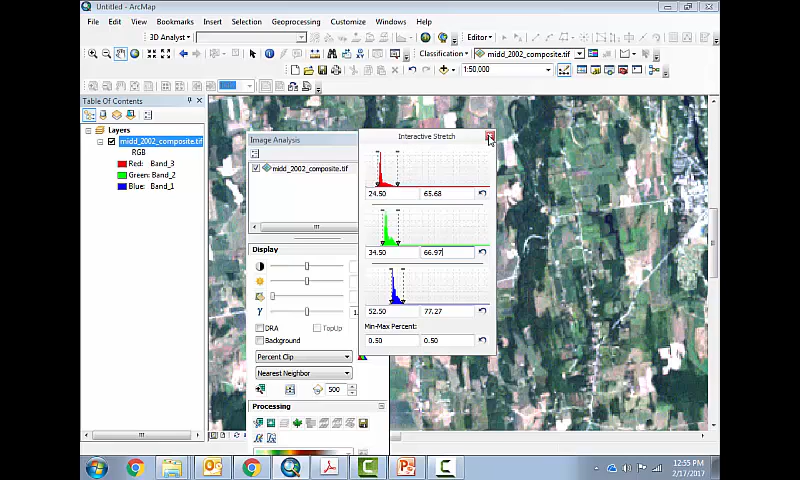 Untitled - ArcMap
File Edit View Bookmarks Insert Selection Geoprocessing Customize Windows Help
3D Analyst
Editor
Classification midd_2002_composite.tif
1:50,000
Table Of Contents
Layers
midd_2002_composite.tif
RGB
Red: Band_3
Green: Band_2
Blue: Band_1
Image Analysis
midd_2002_composite.tif
Display
DRA TopUp
Background
Percent Clip
Nearest Neighbor
500
Processing
Interactive Stretch
24.50 65.68
34.50 66.97
52.50 77.27
Min-Max Percent:
0.50 0.50
12:55 PM
2/17/2017